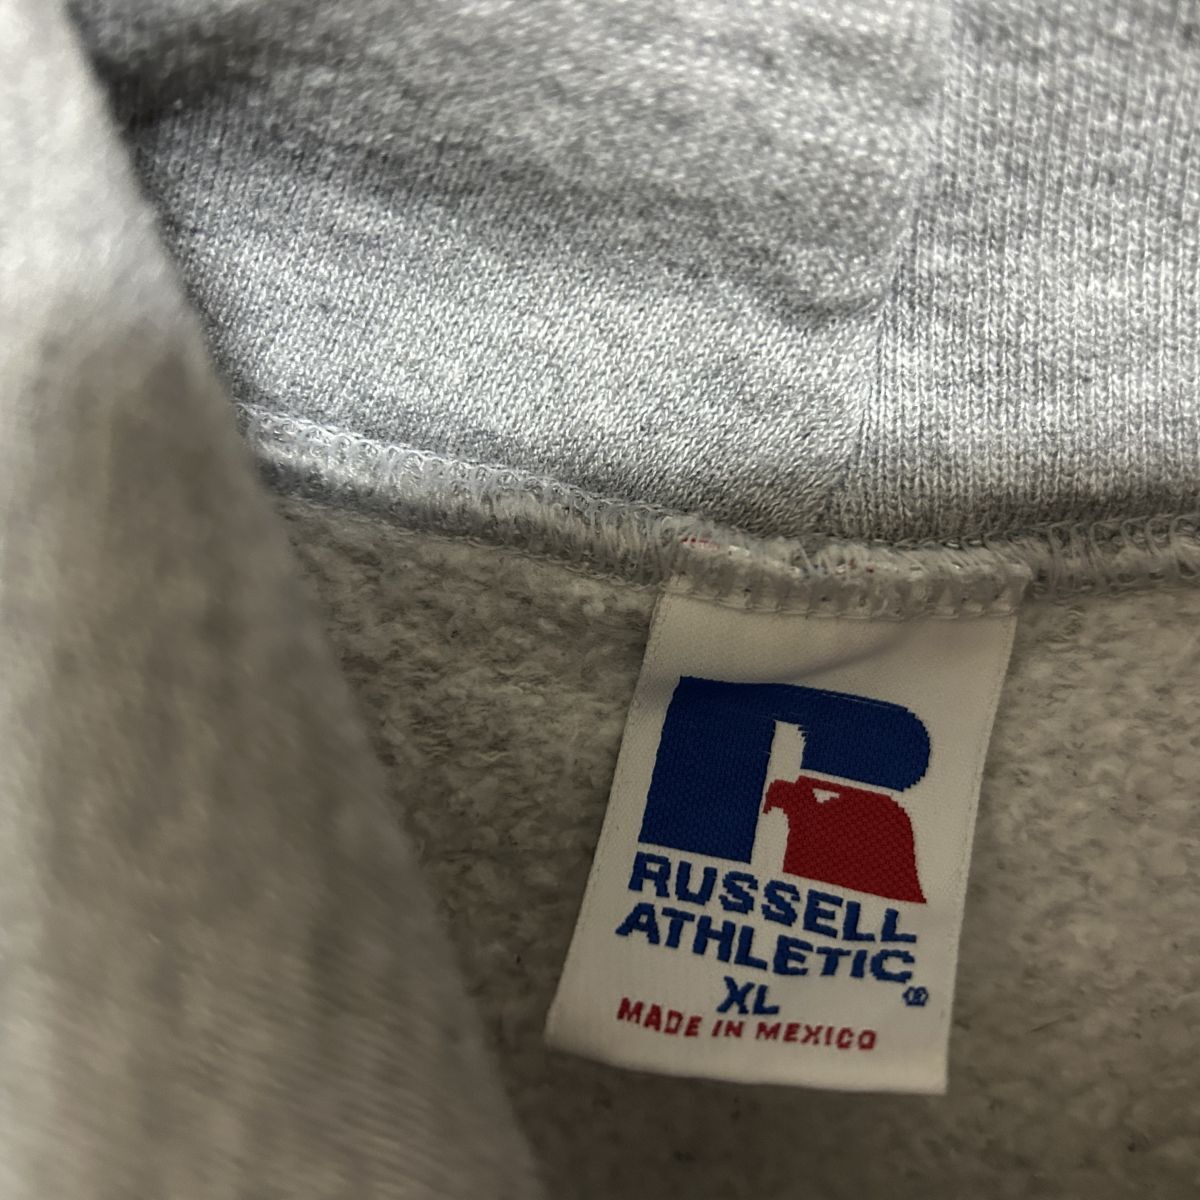 RUSSELL
ATHLETIC®
XL
MADE IN MEXICO